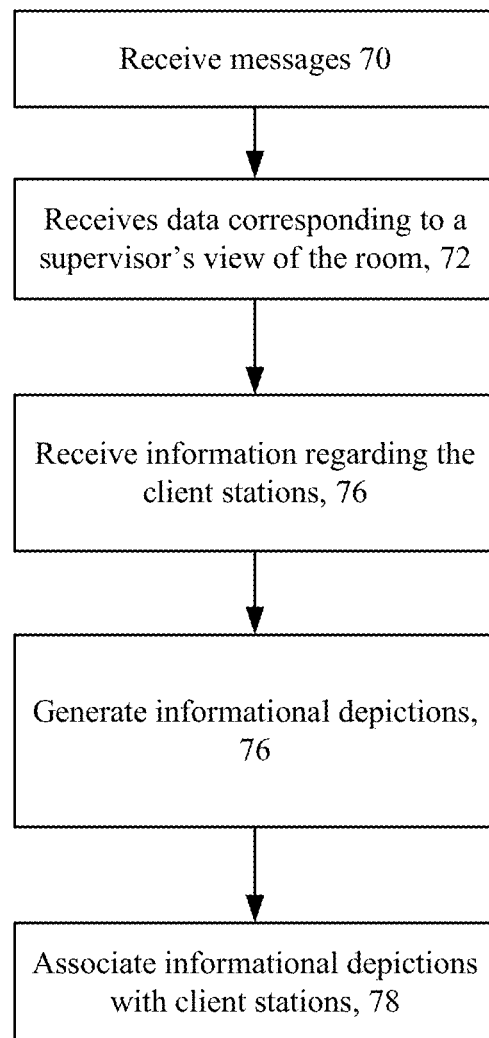 Receive messages 70
Receives data corresponding to a
supervisor's view of the room, 72
Receive information regarding the
client stations, 76
Generate informational depictions,
76
Associate informational depictions
with client stations, 78